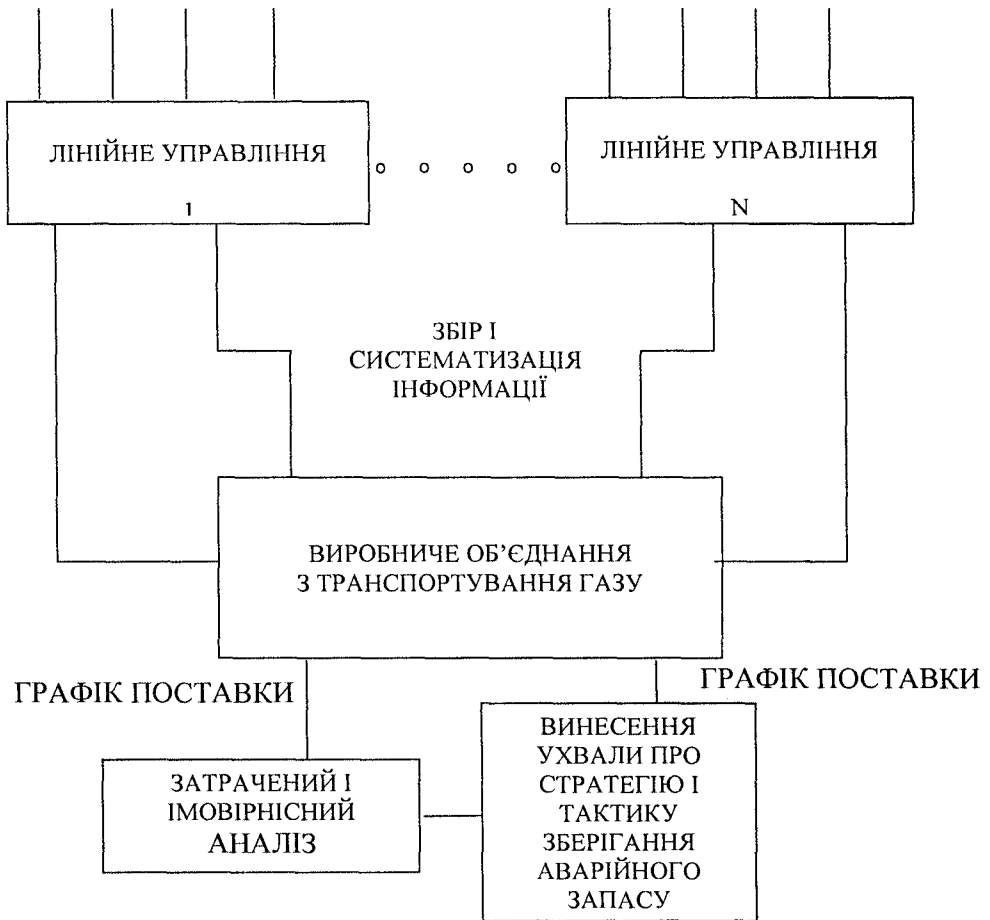 ЛІНІЙНЕ УПРАВЛІННЯ
1
ЛІНІЙНЕ УПРАВЛІННЯ
N
ЗБІР І
СИСТЕМАТИЗАЦІЯ
ІНФОРМАЦІЇ
ВИРОБНИЧЕ ОБ’ЄДНАННЯ
З ТРАНСПОРТУВАННЯ ГАЗУ
ГРАФІК ПОСТАВКИ
ГРАФІК ПОСТАВКИ
ЗАТРАЧЕНИЙ І
ІМОВІРНІСНИЙ
АНАЛІЗ
ВИНЕСЕННЯ
УХВАЛИ ПРО
СТРАТЕГІЮ І
ТАКТИКУ
ЗБЕРІГАННЯ
АВАРІЙНОГО
ЗАПАСУ